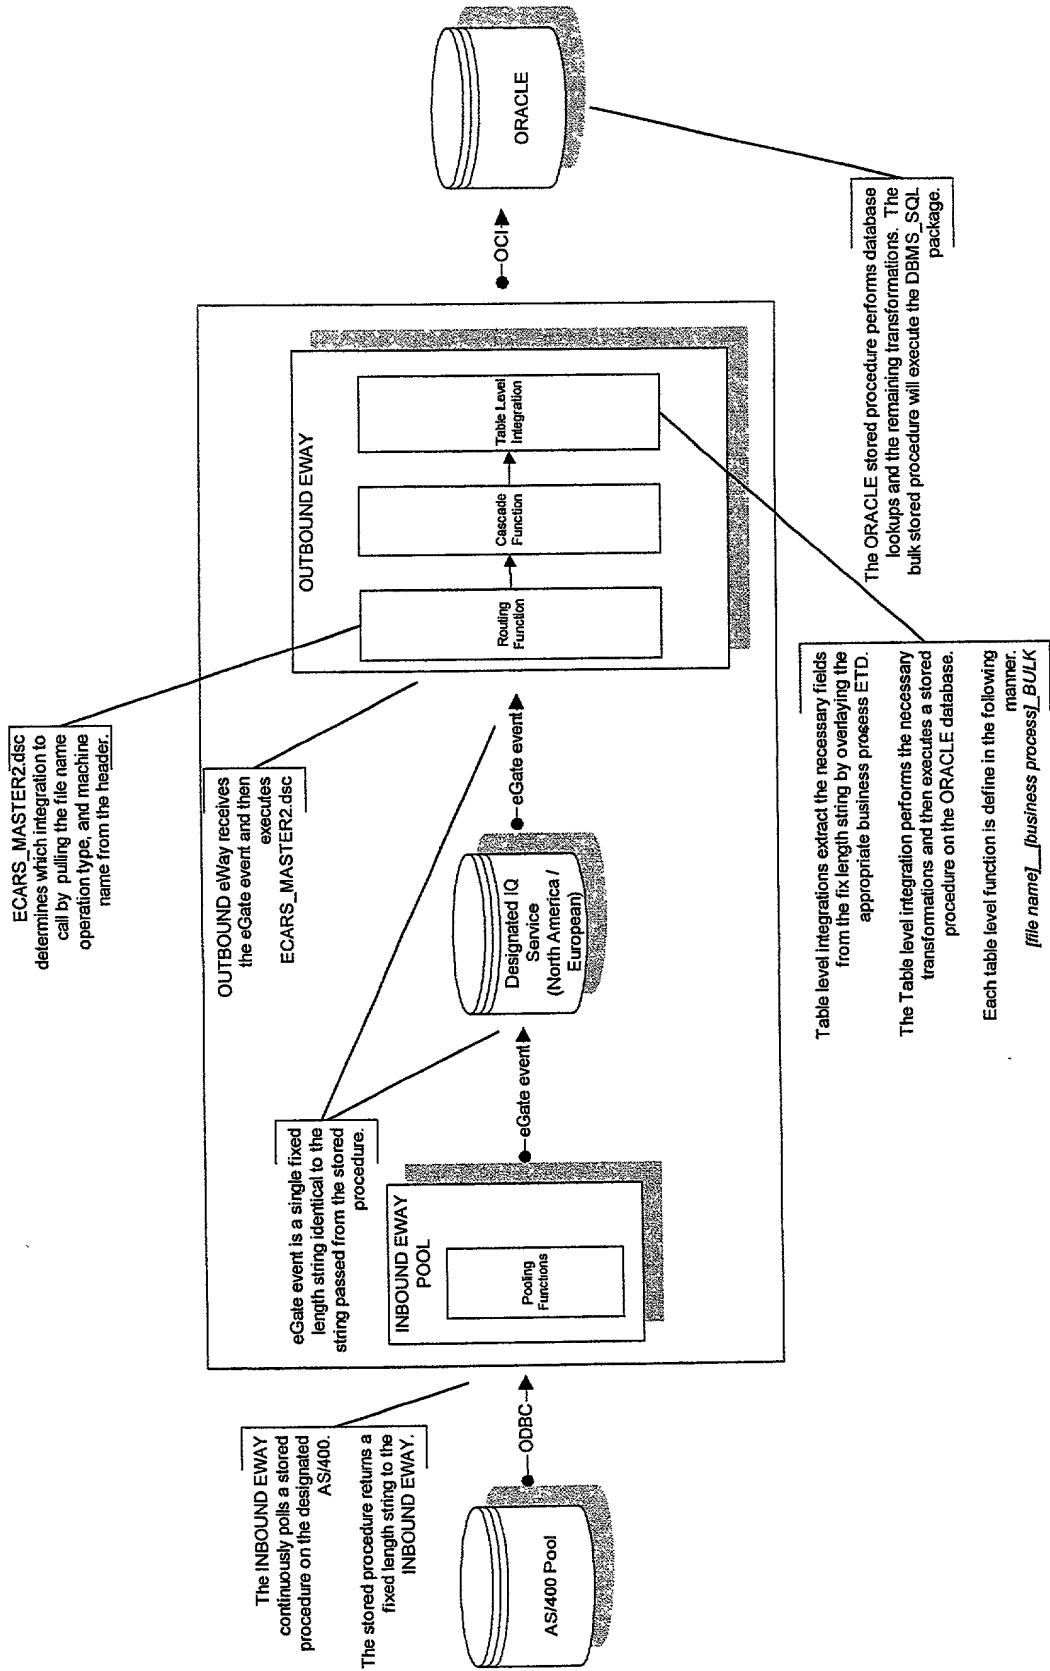 The INBOUND EWAY
continuously polls a stored
procedure on the designated
AS/400.
The stored procedure returns a
fixed length string to the
INBOUND EWAY.
AS/400 Pool
ODBC
eGate event is a single fixed
length string identical to the
string passed from the stored
procedure.
INBOUND EWAY
POOL
Pooling
Functions
eGate event
Designated IQ
Service
(North America /
European)
eGate event
ECARS_MASTER2.dsc
determines which integration to
call by pulling the file name
operation type, and machine
name from the header.
OUTBOUND eWay receives
the eGate event and then
executes
ECARS_MASTER2.dsc
OUTBOUND EWAY
Routing
Function
Cascade
Function
Table Level
Integration
OCI
ORACLE
Table level integrations extract the necessary fields
from the fix length string by overlaying the
appropriate business process ETD.
The Table level integration performs the necessary
transformations and then executes a stored
procedure on the ORACLE database.
Each table level function is define in the following
manner.
[file name]__[business process]_BULK
The ORACLE stored procedure performs database
lookups and the remaining transformations. The
bulk stored procedure will execute the DBMS_SQL
package.